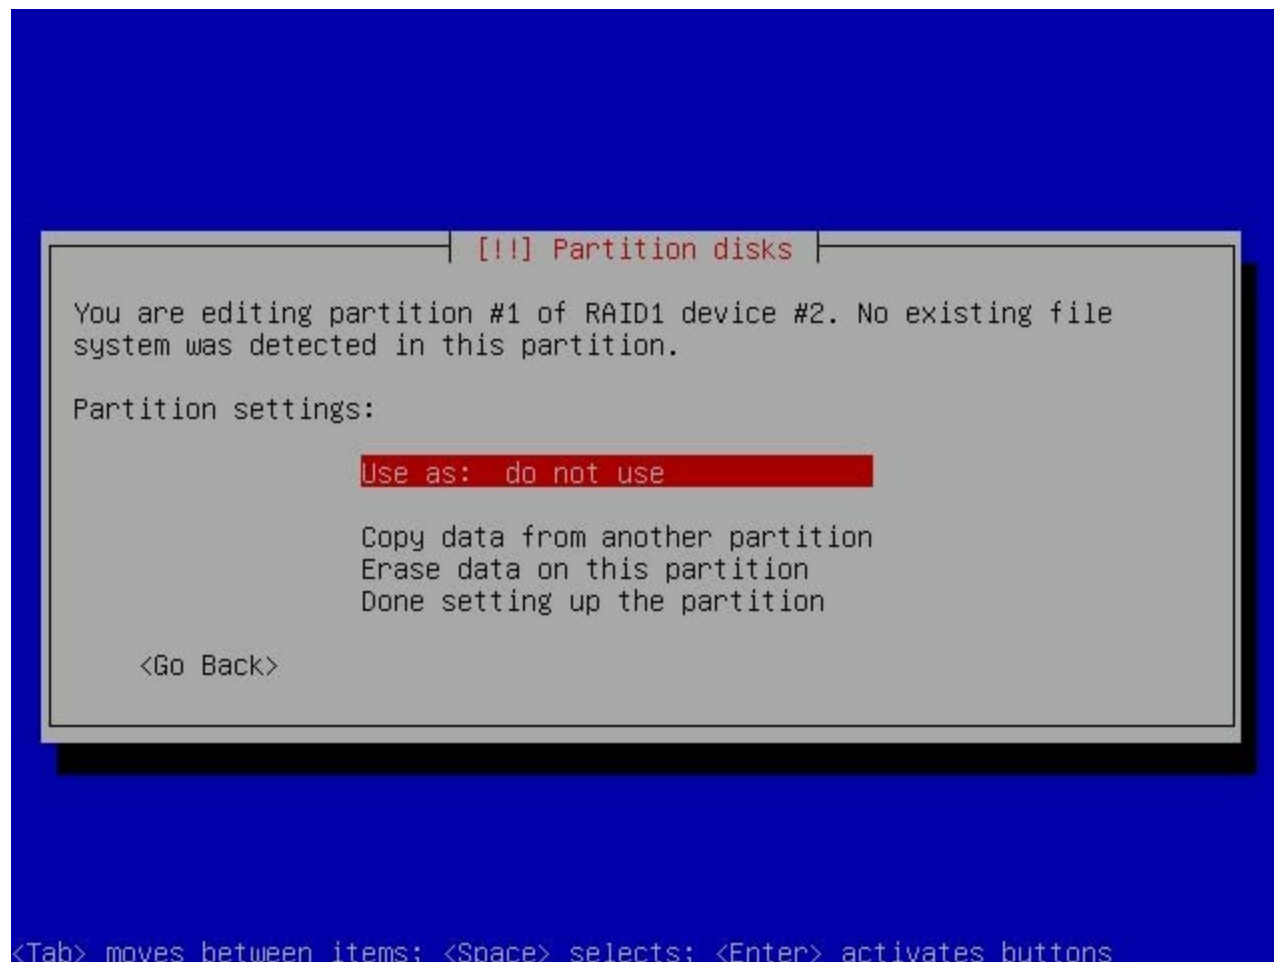 [!!] Partition disks
You are editing partition #1 of RAID1 device #2. No existing file
system was detected in this partition.
Partition settings:
Use as:  do not use
Copy data from another partition
Erase data on this partition
Done setting up the partition
<Go Back>
<Tab> moves between items; <Space> selects; <Enter> activates buttons